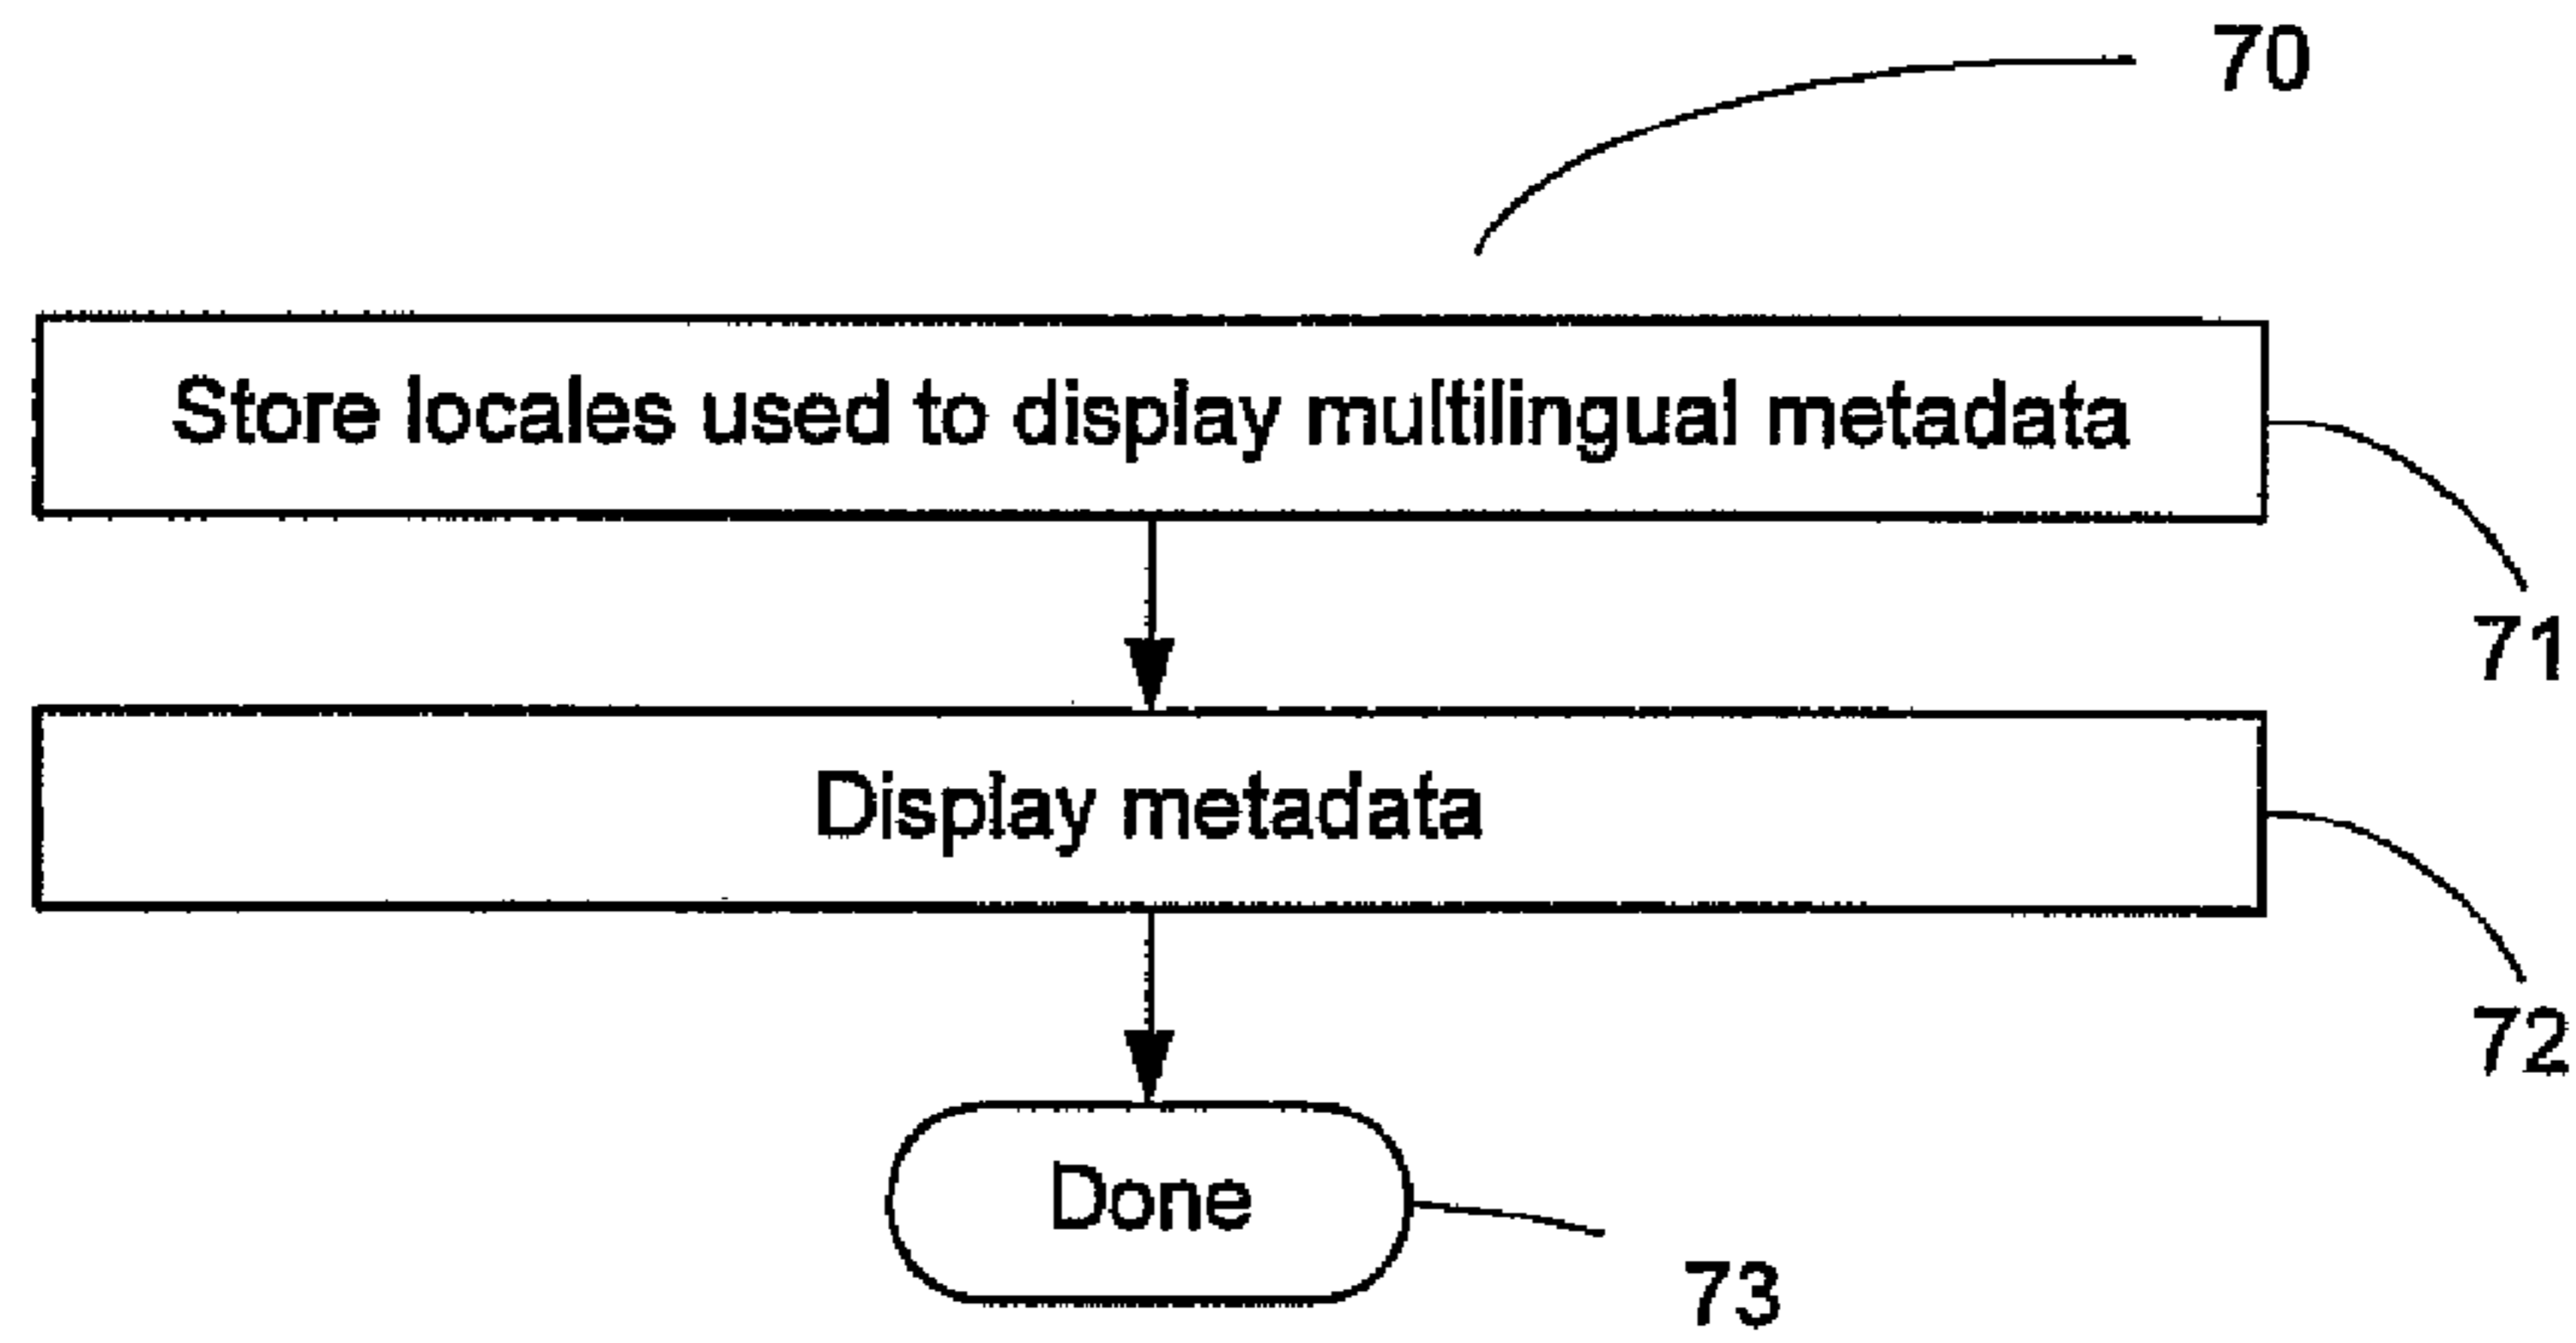 70
Store locales used to display multilingual metadata
71
Display metadata
72
Done
73